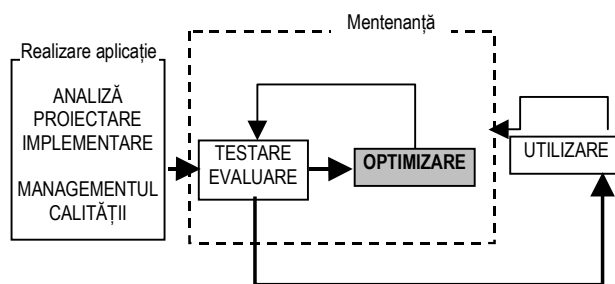 Mentenanță
Realizare aplicație
ANALIZĂ
PROIECTARE
IMPLEMENTARE
MANAGEMENTUL
CALITĂȚII
TESTARE
EVALUARE
OPTIMIZARE
UTILIZARE